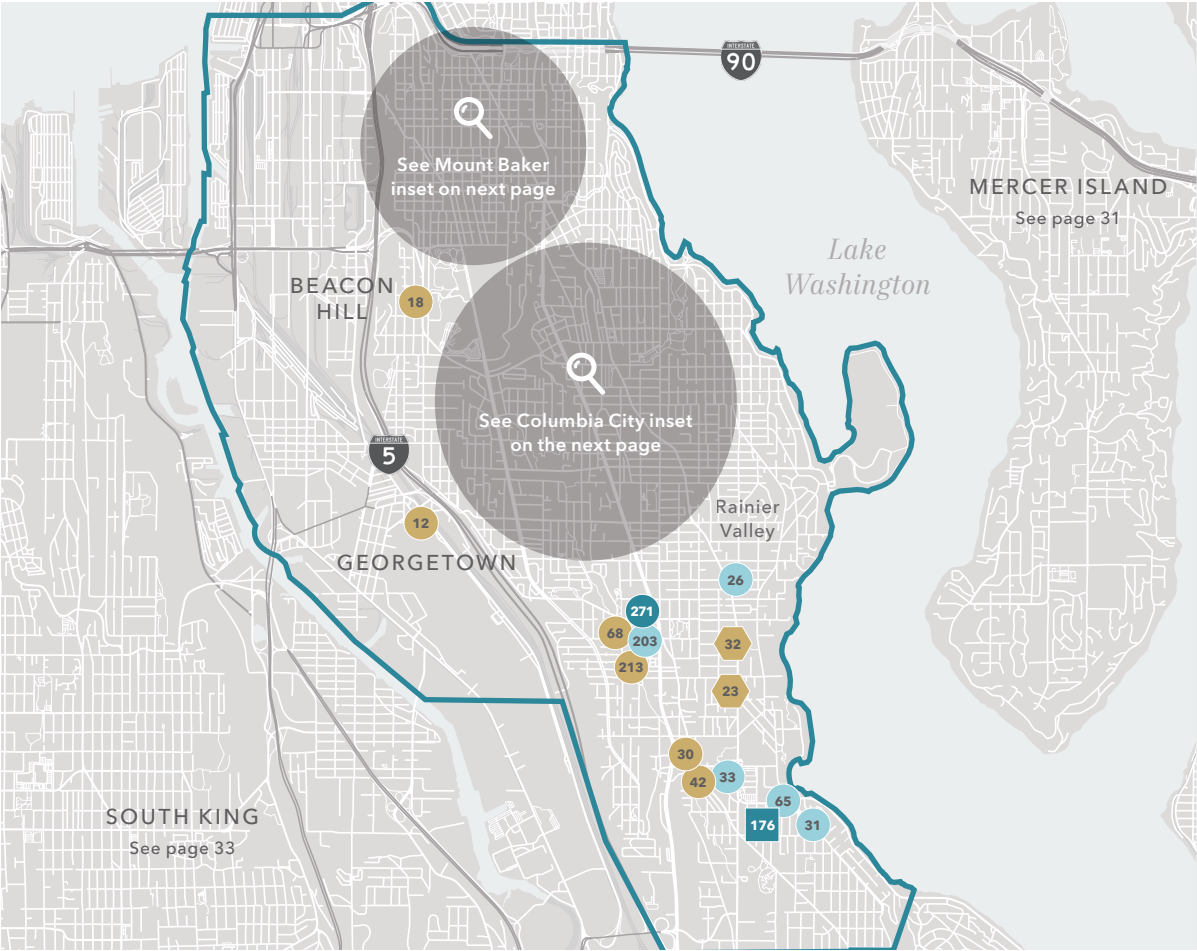 INTERSTATE
90
See Mount Baker
inset on next page
MERCER ISLAND
See page 31
Lake
Washington
BEACON
HILL
18
See Columbia City inset
on the next page
INTERSTATE
5
Rainier
Valley
12
GEORGETOWN
26
271
68
203
32
213
23
30
42
33
65
176
31
SOUTH KING
See page 33